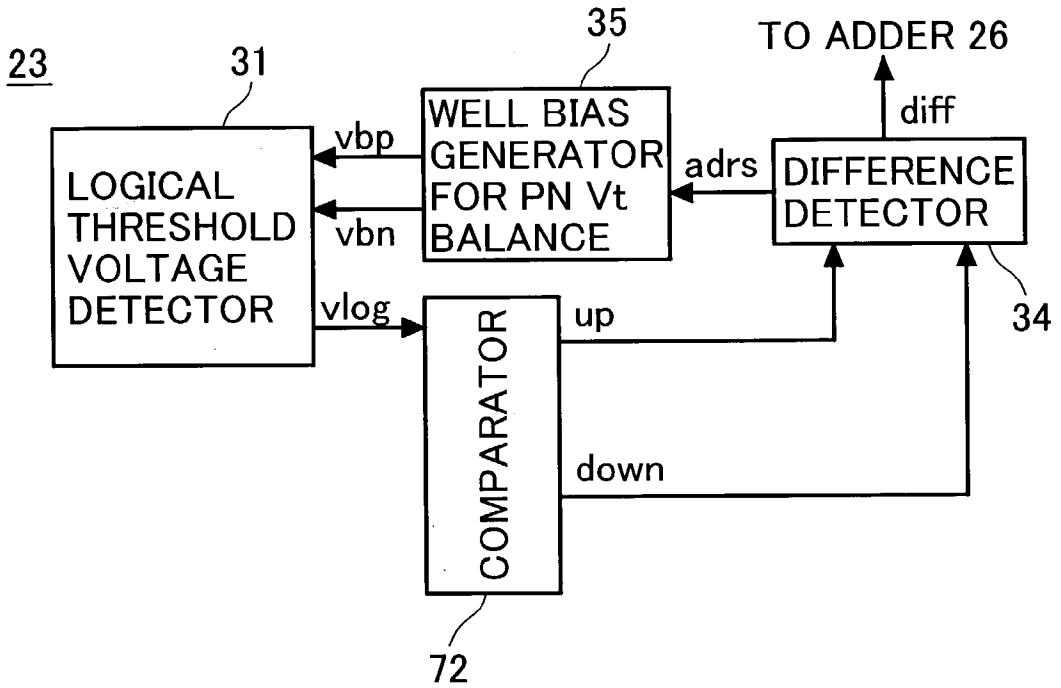 23
31
35
TO ADDER 26
diff
LOGICAL
THRESHOLD
VOLTAGE
DETECTOR
vbp
vbn
WELL BIAS
GENERATOR
FOR PN Vt
BALANCE
adrs
DIFFERENCE
DETECTOR
34
vlog
COMPARATOR
up
down
72